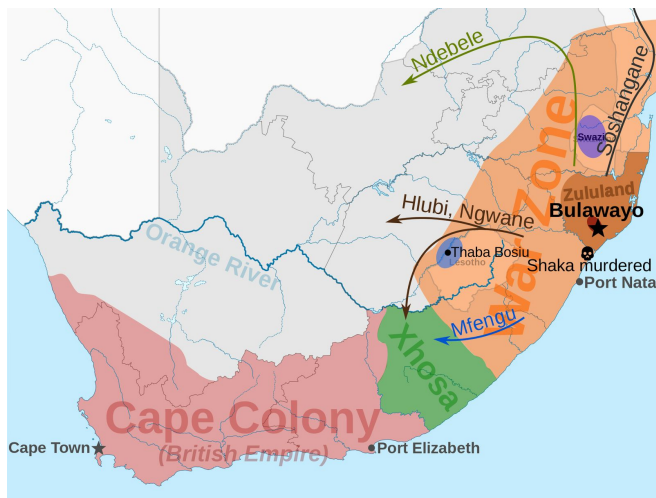 Ndebele
Soshangane
Swazi
War Zone
Zululand
Hlubi, Ngwane
Bulawayo
Orange River
Thaba Bosiu
Lesotho
Shaka murdered
Port Nata
Mfengu
Xhosa
Cape Colony
(British Empire)
Cape Town
Port Elizabeth